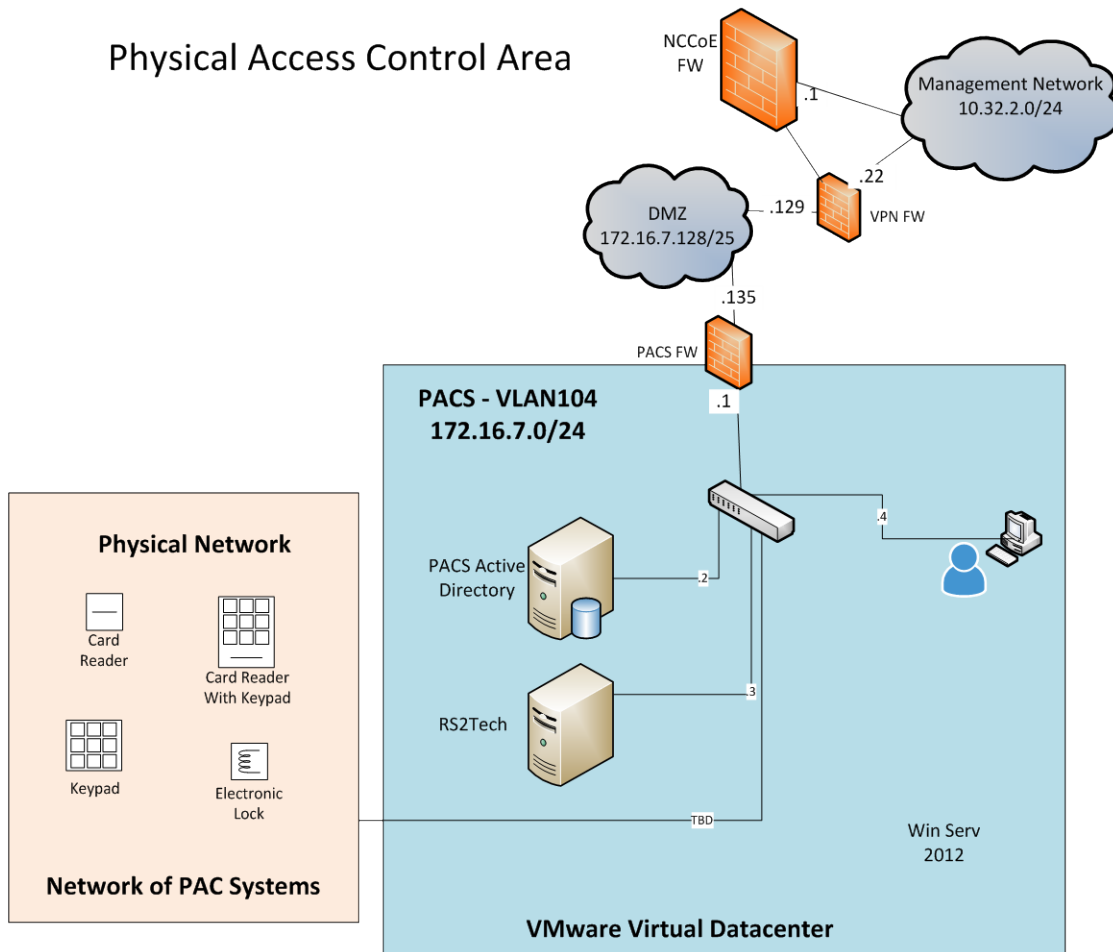 Physical Access Control Area
NCCoE
FW
.1
Management Network
10.32.2.0/24
.22
VPN FW
.129
DMZ
172.16.7.128/25
.135
PACS FW
.1
PACS - VLAN104
172.16.7.0/24
.4
PACS Active
Directory
.2
RS2Tech
.3
TBD
Win Serv
2012
VMware Virtual Datacenter
Physical Network
Card
Reader
Card Reader
With Keypad
Keypad
Electronic
Lock
Network of PAC Systems